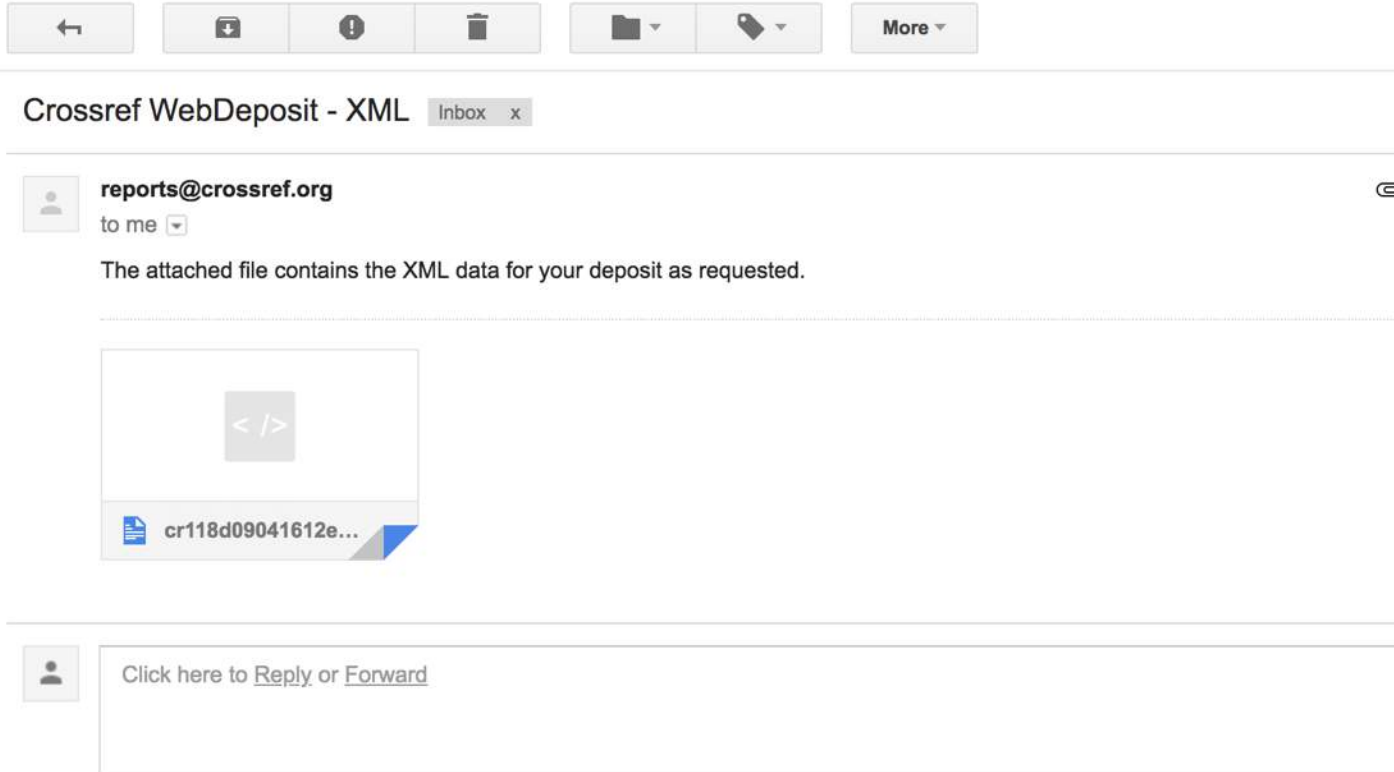 More
Crossref WebDeposit - XML Inbox x
reports@crossref.org
to me
The attached file contains the XML data for your deposit as requested.
< />
cr118d09041612e...
Click here to Reply or Forward